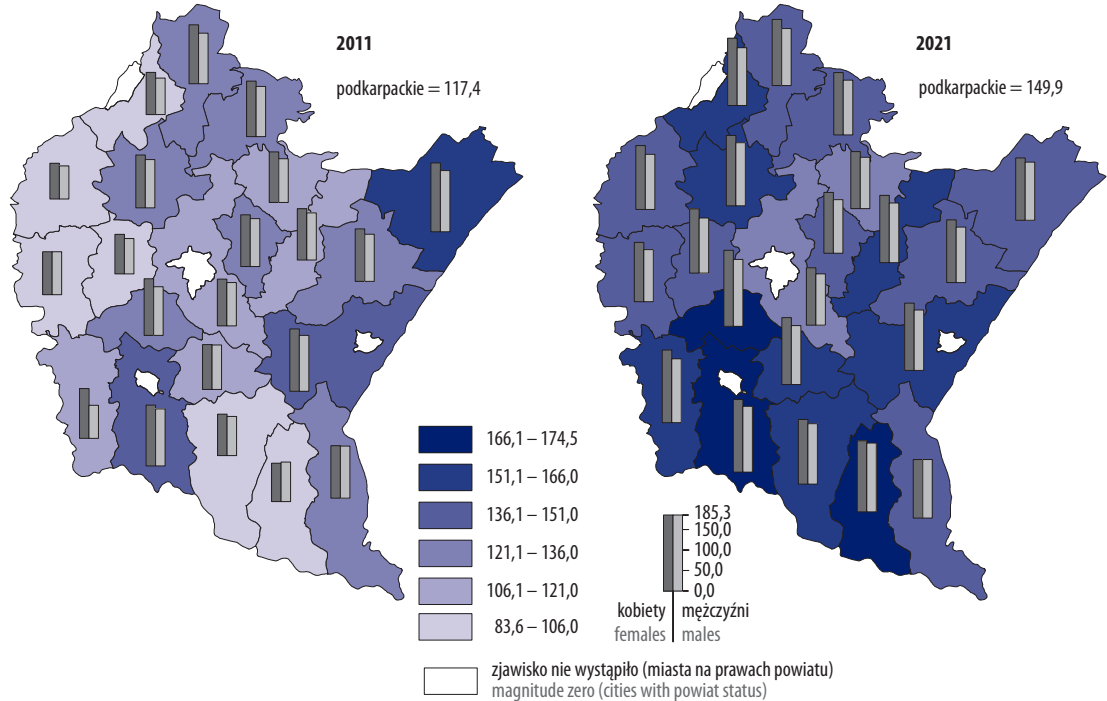 2011
podkarpackie = 117,4
2021
podkarpackie = 149,9
166,1 – 174,5
151,1 – 166,0
136,1 – 151,0
121,1 – 136,0
106,1 – 121,0
83,6 – 106,0
185,3
150,0
100,0
50,0
0,0
kobiety mężczyźni
females males
zjawisko nie wystąpiło (miasta na prawach powiatu)
magnitude zero (cities with powiat status)